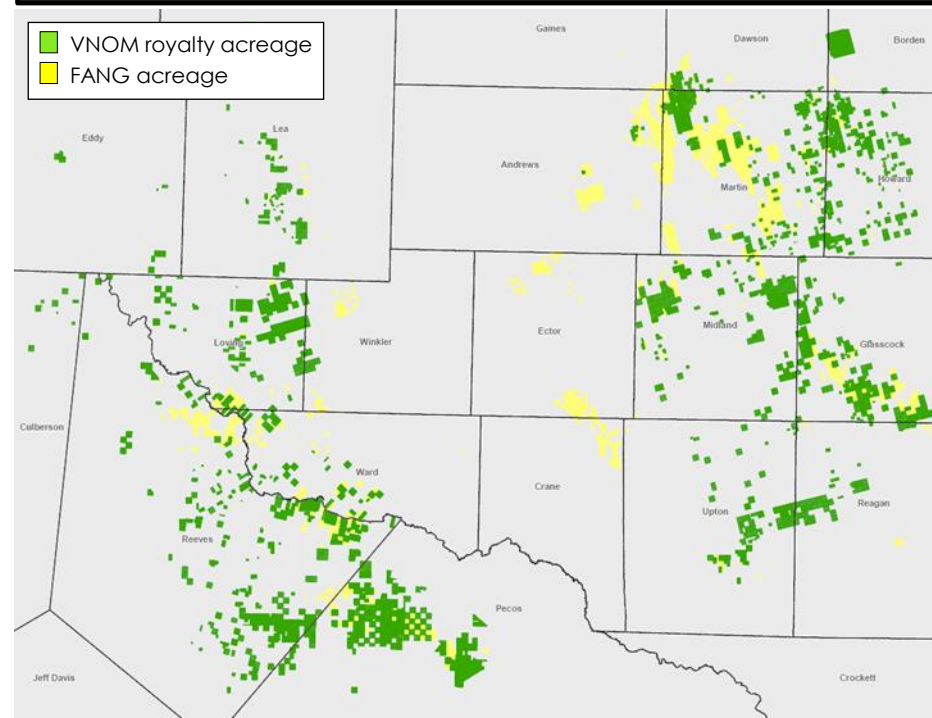 VNOM royalty acreage
FANG acreage
Gaines
Dawson
Borden
Eddy
Lea
Andrews
Martin
Howard
Loving
Winkler
Ector
Midland
Glasscock
Culberson
Ward
Crane
Upton
Reagan
Reeves
Pecos
Jeff Davis
Crockett